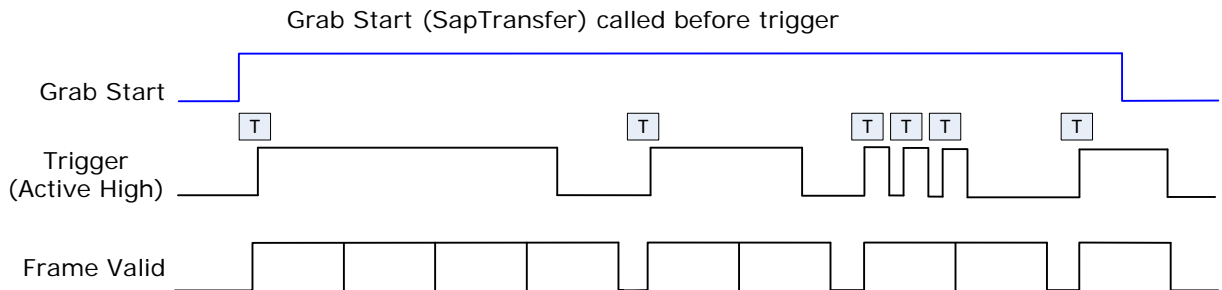 Grab Start (SapTransfer) called before trigger
Grab Start
T T T T T T
Trigger
(Active High)
Frame Valid